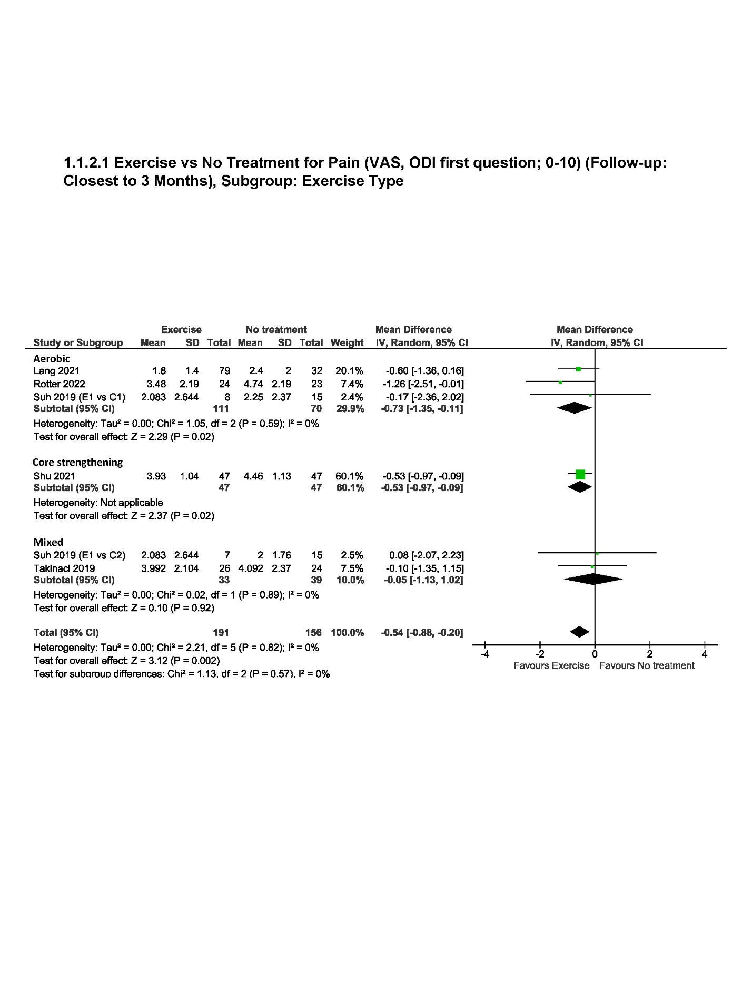 1.1.2.1 Exercise vs No Treatment for Pain (VAS, ODI first question; 0-10) (Follow-up:
Closest to 3 Months), Subgroup: Exercise Type
Exercise No treatment Mean Difference Mean Difference
Study or Subgroup Mean SD Total Mean SD Total Weight IV, Random, 95% CI IV, Random, 95% CI
Aerobic
Lang 2021 1.8 1.4 79 2.4 2 32 20.1% -0.60 [-1.36, 0.16]
Rotter 2022 3.48 2.19 24 4.74 2.19 23 7.4% -1.26 [-2.51, -0.01]
Suh 2019 (E1 vs C1) 2.083 2.644 8 2.25 2.37 15 2.4% -0.17 [-2.36, 2.02]
Subtotal (95% CI) 111 70 29.9% -0.73 [-1.35, -0.11]
Heterogeneity: Tau² = 0.00; Chi² = 1.05, df = 2 (P = 0.59); I² = 0%
Test for overall effect: Z = 2.29 (P = 0.02)
Core strengthening
Shu 2021 3.93 1.04 47 4.46 1.13 47 60.1% -0.53 [-0.97, -0.09]
Subtotal (95% CI) 47 47 60.1% -0.53 [-0.97, -0.09]
Heterogeneity: Not applicable
Test for overall effect: Z = 2.37 (P = 0.02)
Mixed
Suh 2019 (E1 vs C2) 2.083 2.644 7 2 1.76 15 2.5% 0.08 [-2.07, 2.23]
Takinaci 2019 3.992 2.104 26 4.092 2.37 24 7.5% -0.10 [-1.35, 1.15]
Subtotal (95% CI) 33 39 10.0% -0.05 [-1.13, 1.02]
Heterogeneity: Tau² = 0.00; Chi² = 0.02, df = 1 (P = 0.89); I² = 0%
Test for overall effect: Z = 0.10 (P = 0.92)
Total (95% CI) 191 156 100.0% -0.54 [-0.88, -0.20]
Heterogeneity: Tau² = 0.00; Chi² = 2.21, df = 5 (P = 0.82); I² = 0%
Test for overall effect: Z = 3.12 (P = 0.002)
Test for subgroup differences: Chi² = 1.13, df = 2 (P = 0.57), I² = 0%
-4 -2 0 2 4
Favours Exercise Favours No treatment